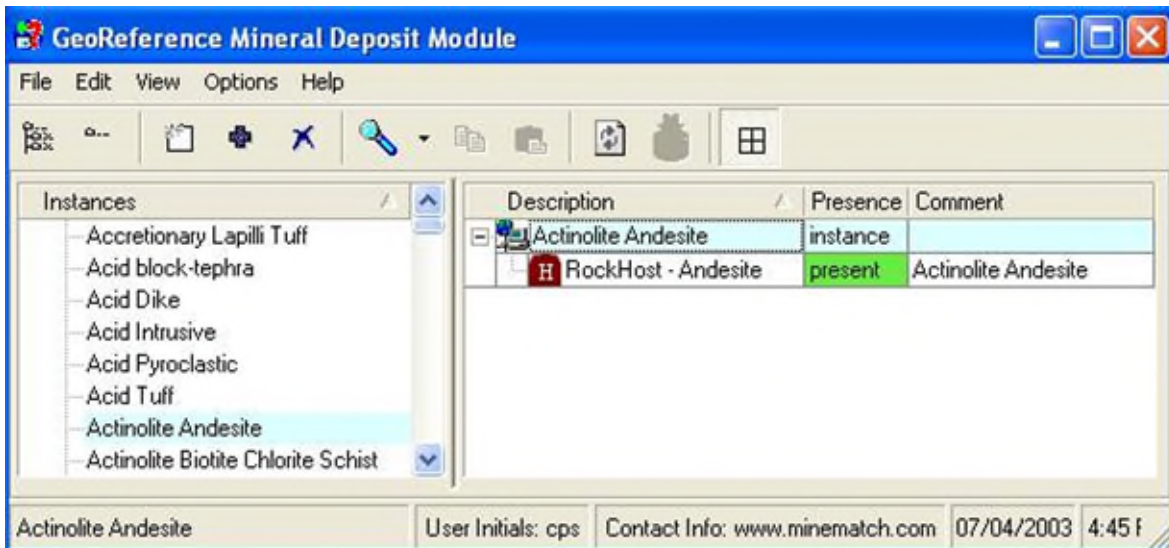 GeoReference Mineral Deposit Module
File Edit View Options Help
Instances
Accretionary Lapilli Tuff
Acid block-tephra
Acid Dike
Acid Intrusive
Acid Pyroclastic
Acid Tuff
Actinolite Andesite
Actinolite Biotite Chlorite Schist
Description Presence Comment
Actinolite Andesite instance
H RockHost - Andesite present Actinolite Andesite
Actinolite Andesite User Initials: cps Contact Info: www.minematch.com 07/04/2003 4:45